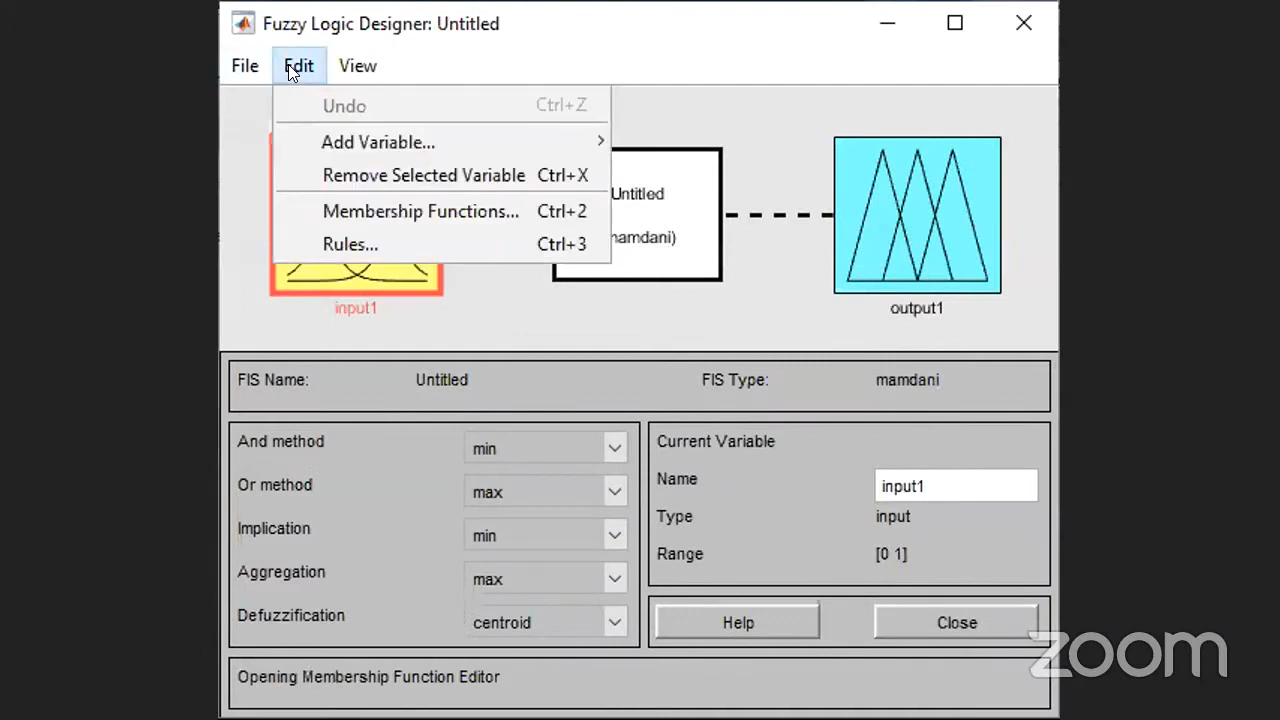 Fuzzy Logic Designer: Untitled
File Edit View
Undo Ctrl+Z
Add Variable...
Remove Selected Variable Ctrl+X
Membership Functions... Ctrl+2
Rules... Ctrl+3
Untitled
mamdani)
input1
output1
FIS Name: Untitled FIS Type: mamdani
And method min
Or method max
Implication min
Aggregation max
Defuzzification centroid
Current Variable
Name input1
Type input
Range [0 1]
Help Close
Opening Membership Function Editor
zoom